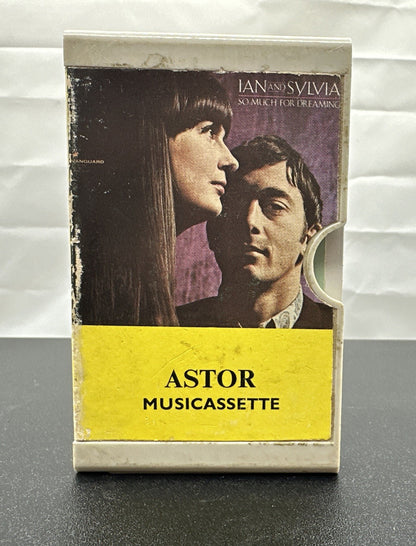 IAN AND SYLVIA
SO MUCH FOR DREAMING
VANGUARD
ASTOR
MUSICASSETTE